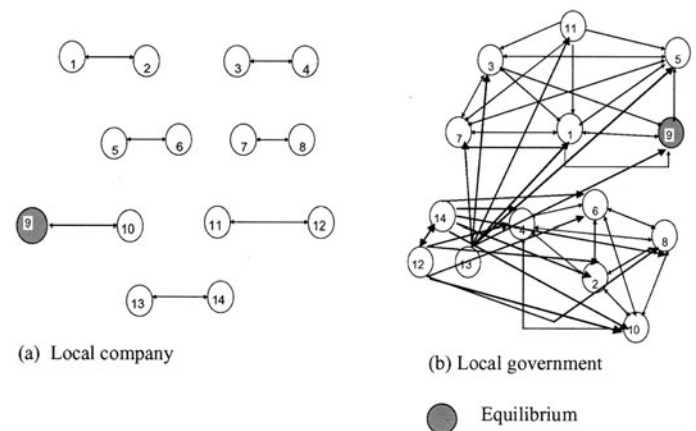 1 2 3 4
5 6 7 8
9 10 11 12
13 14
(a) Local company
11
3 5
7 1 9
14 4 6 8
12 13 2
10
(b) Local government
Equilibrium